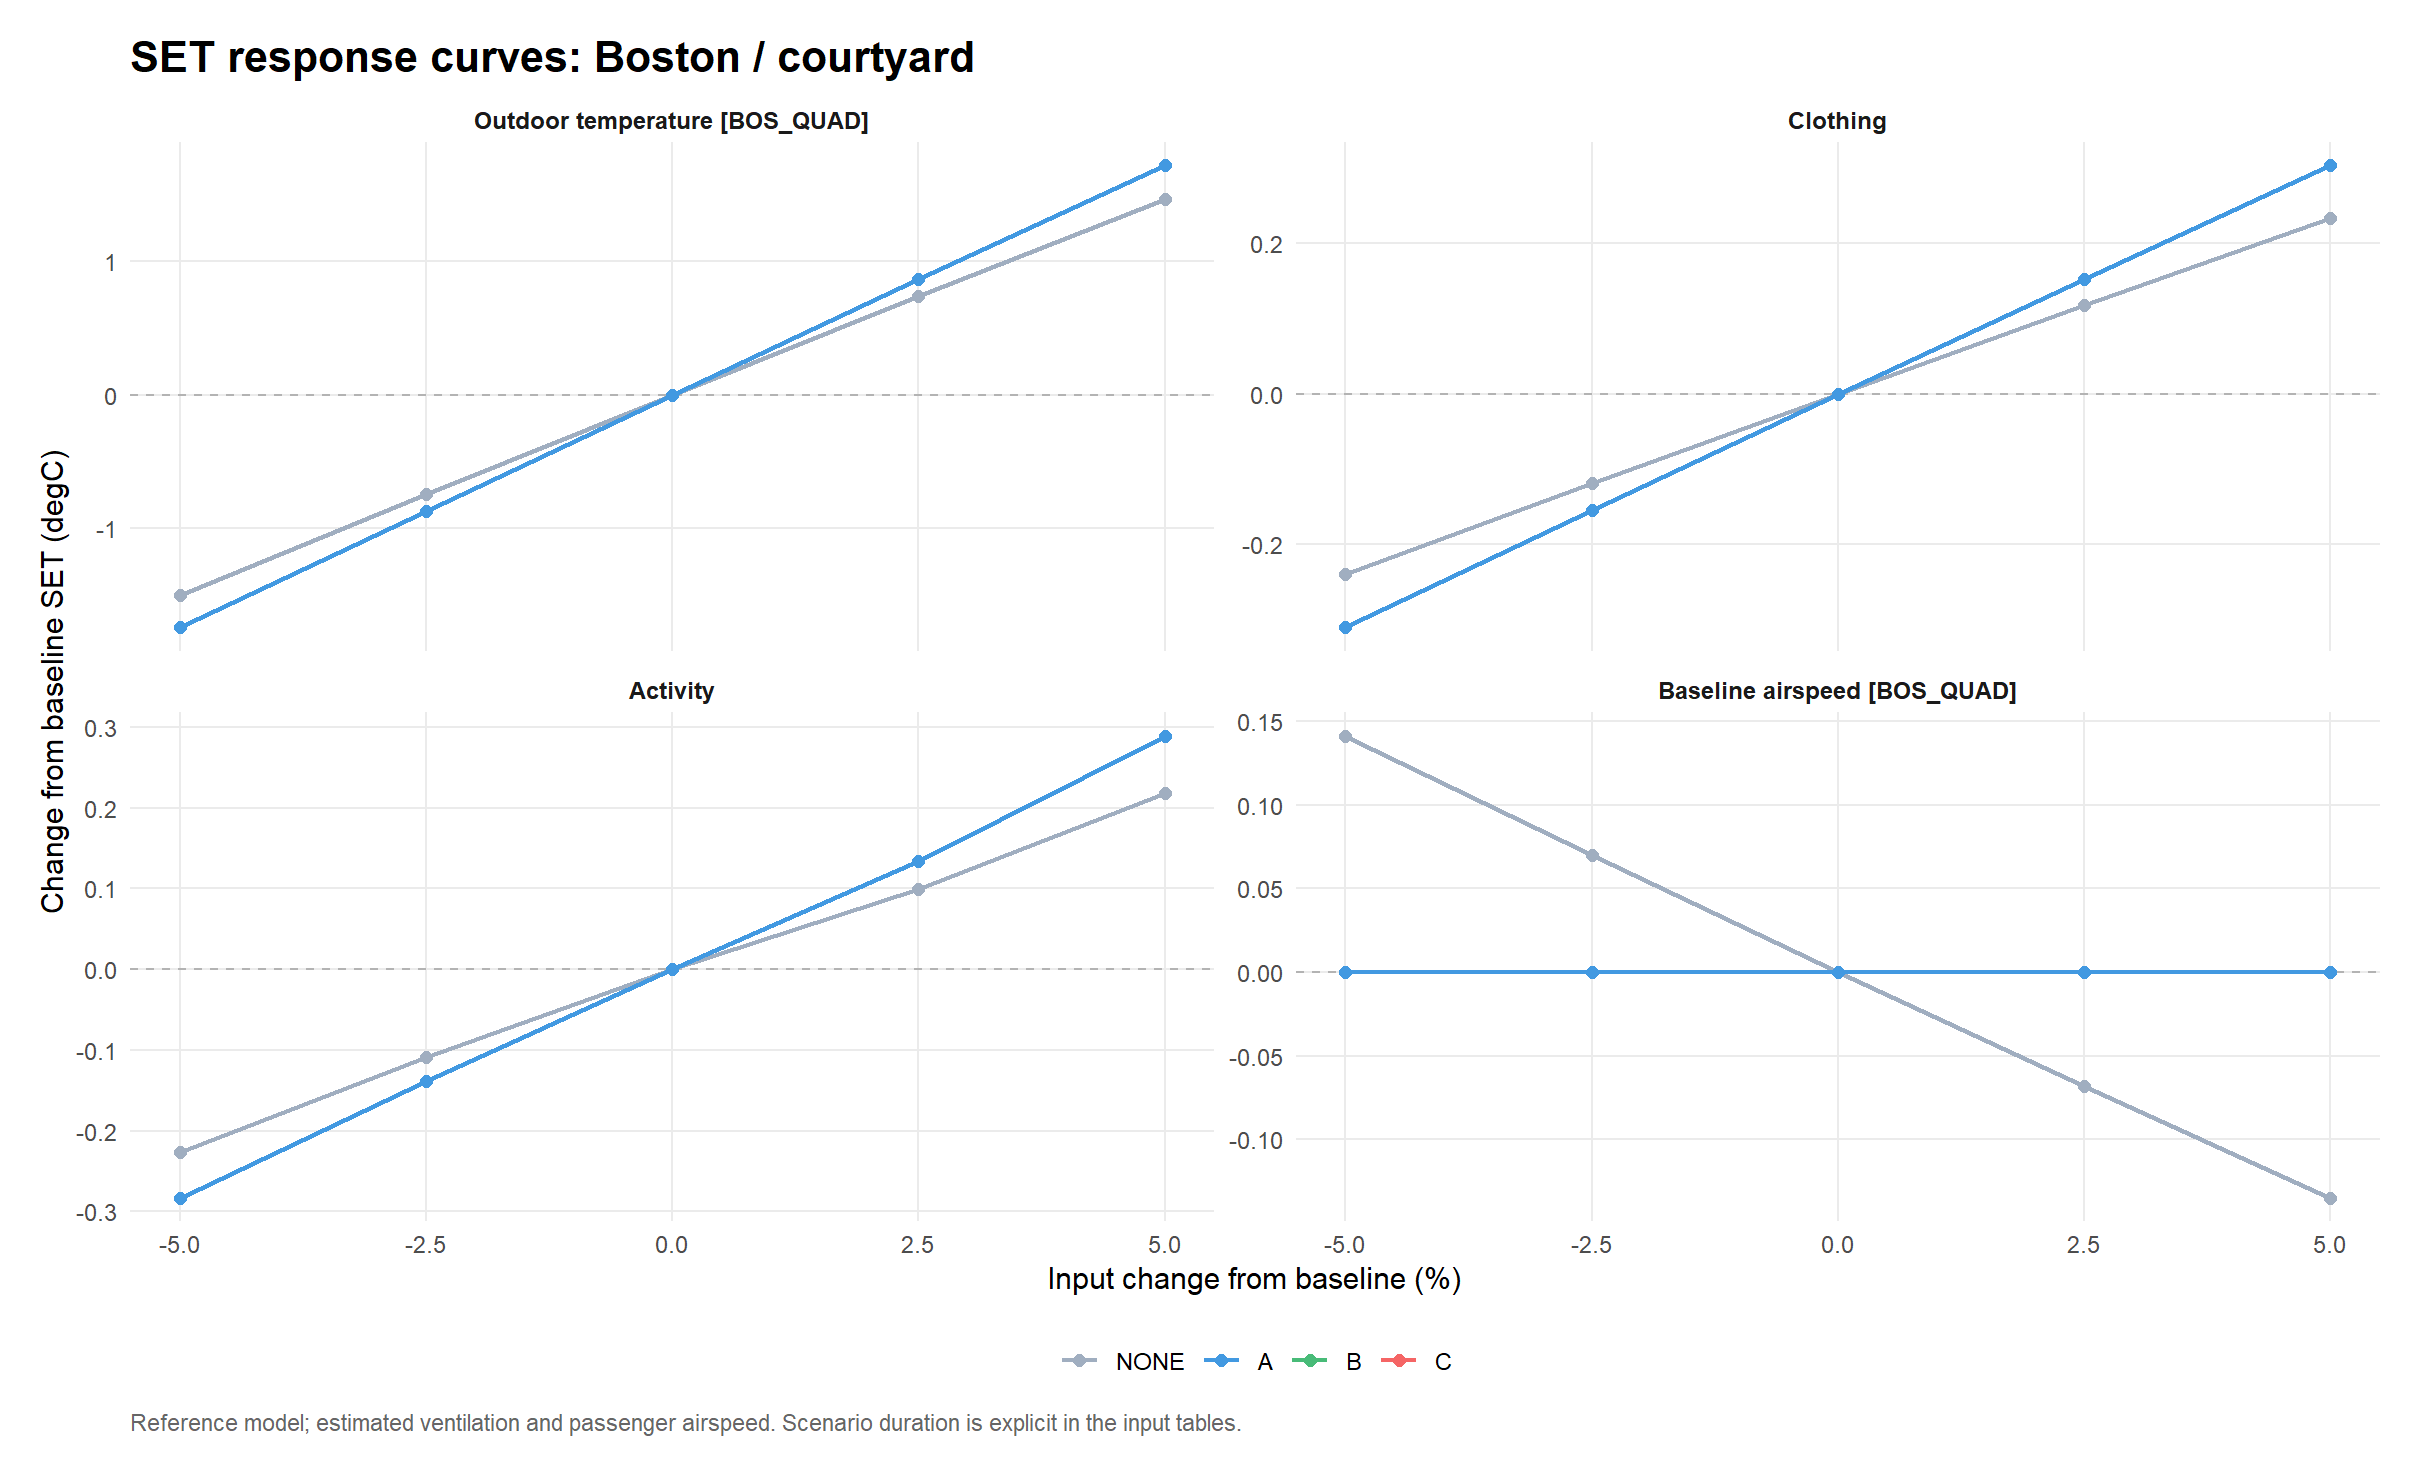 SET response curves: Boston / courtyard
Outdoor temperature [BOS_QUAD]
Clothing
1
0
-1
0.2
0.0
-0.2
Change from baseline SET (degC)
Activity
Baseline airspeed [BOS_QUAD]
0.3
0.2
0.1
0.0
-0.1
-0.2
-0.3
0.15
0.10
0.05
0.00
-0.05
-0.10
-5.0 -2.5 0.0 2.5 5.0
-5.0 -2.5 0.0 2.5 5.0
Input change from baseline (%)
NONE A B C
Reference model; estimated ventilation and passenger airspeed. Scenario duration is explicit in the input tables.